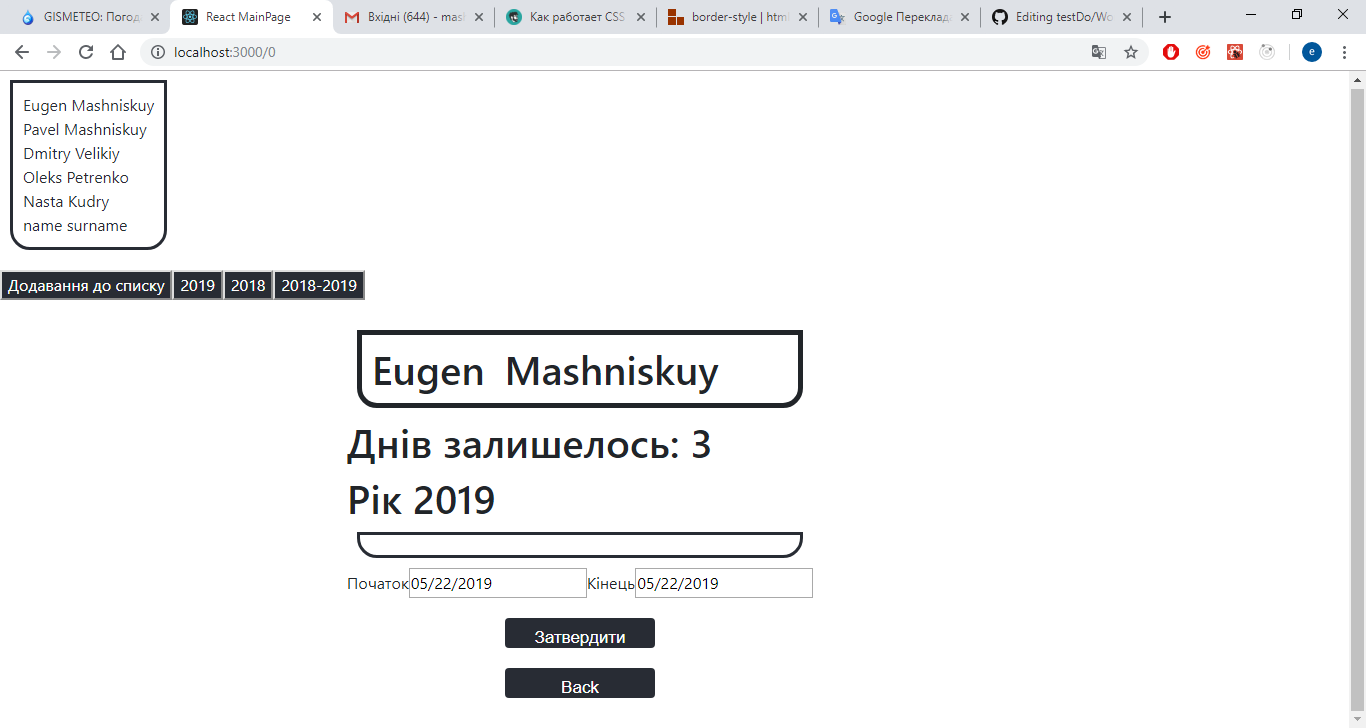 GISMETEO: Погод
React MainPage
Вхідні (644) - mash
Как работает CSS
border-style | html
Google Переклад
Editing testDo/Wo
localhost:3000/0
e
Eugen Mashniskuy
Pavel Mashniskuy
Dmitry Velikiy
Oleks Petrenko
Nasta Kudry
name surname
Додавання до списку 2019 2018 2018-2019
Eugen Mashniskuy
Днів залишелось: 3
Рік 2019
Початок 05/22/2019 Кінець 05/22/2019
Затвердити
Back